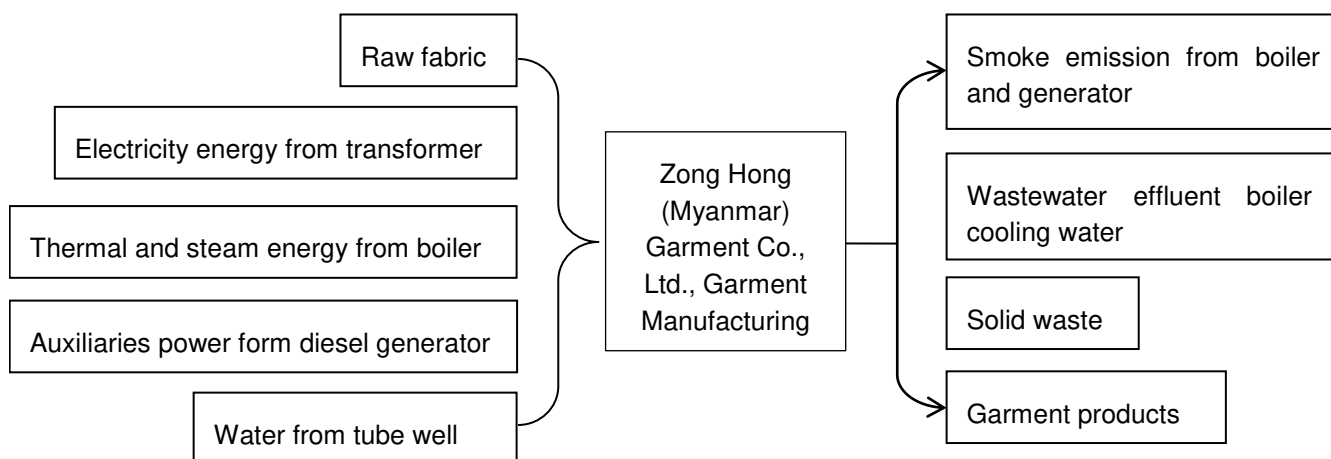 Raw fabric
Electricity energy from transformer
Thermal and steam energy from boiler
Auxiliaries power form diesel generator
Water from tube well
Zong Hong
(Myanmar)
Garment Co.,
Ltd., Garment
Manufacturing
Smoke emission from boiler
and generator
Wastewater effluent boiler
cooling water
Solid waste
Garment products